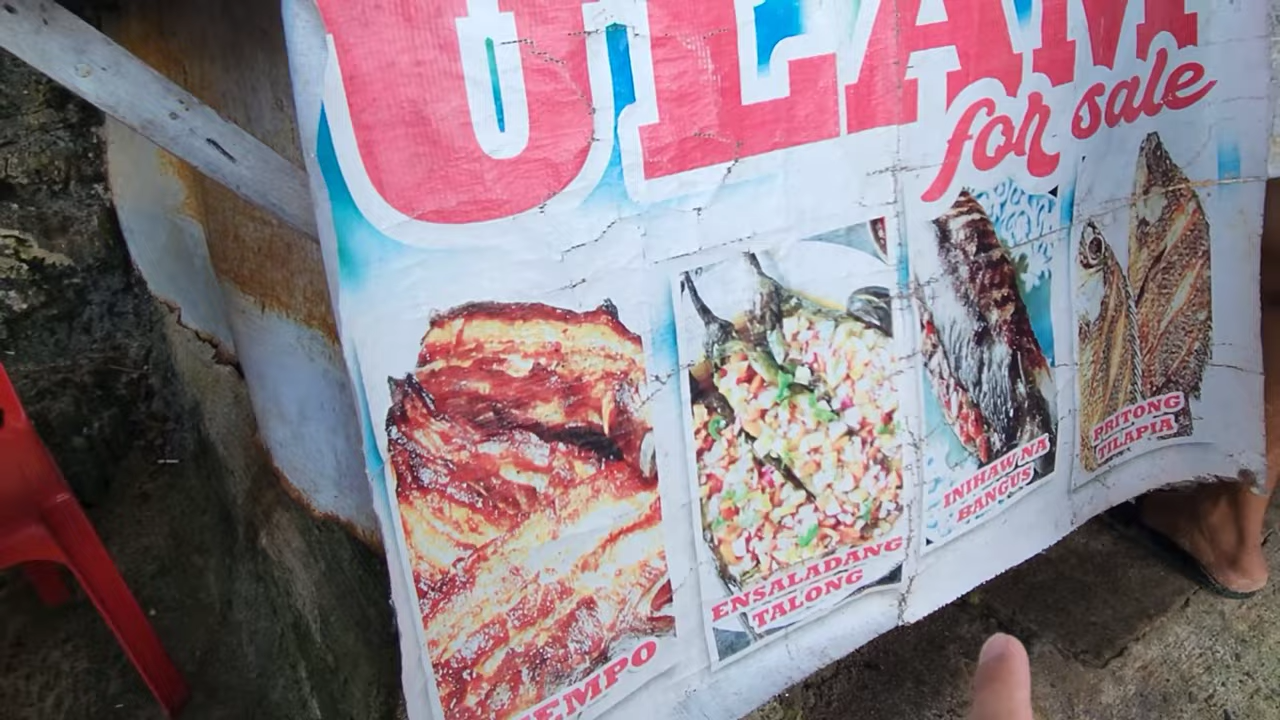 ULAM
for sale
EMPO
ENSALADANG
TALONG
INIHAW NA
BANGUS
PRITONG
TILAPIA